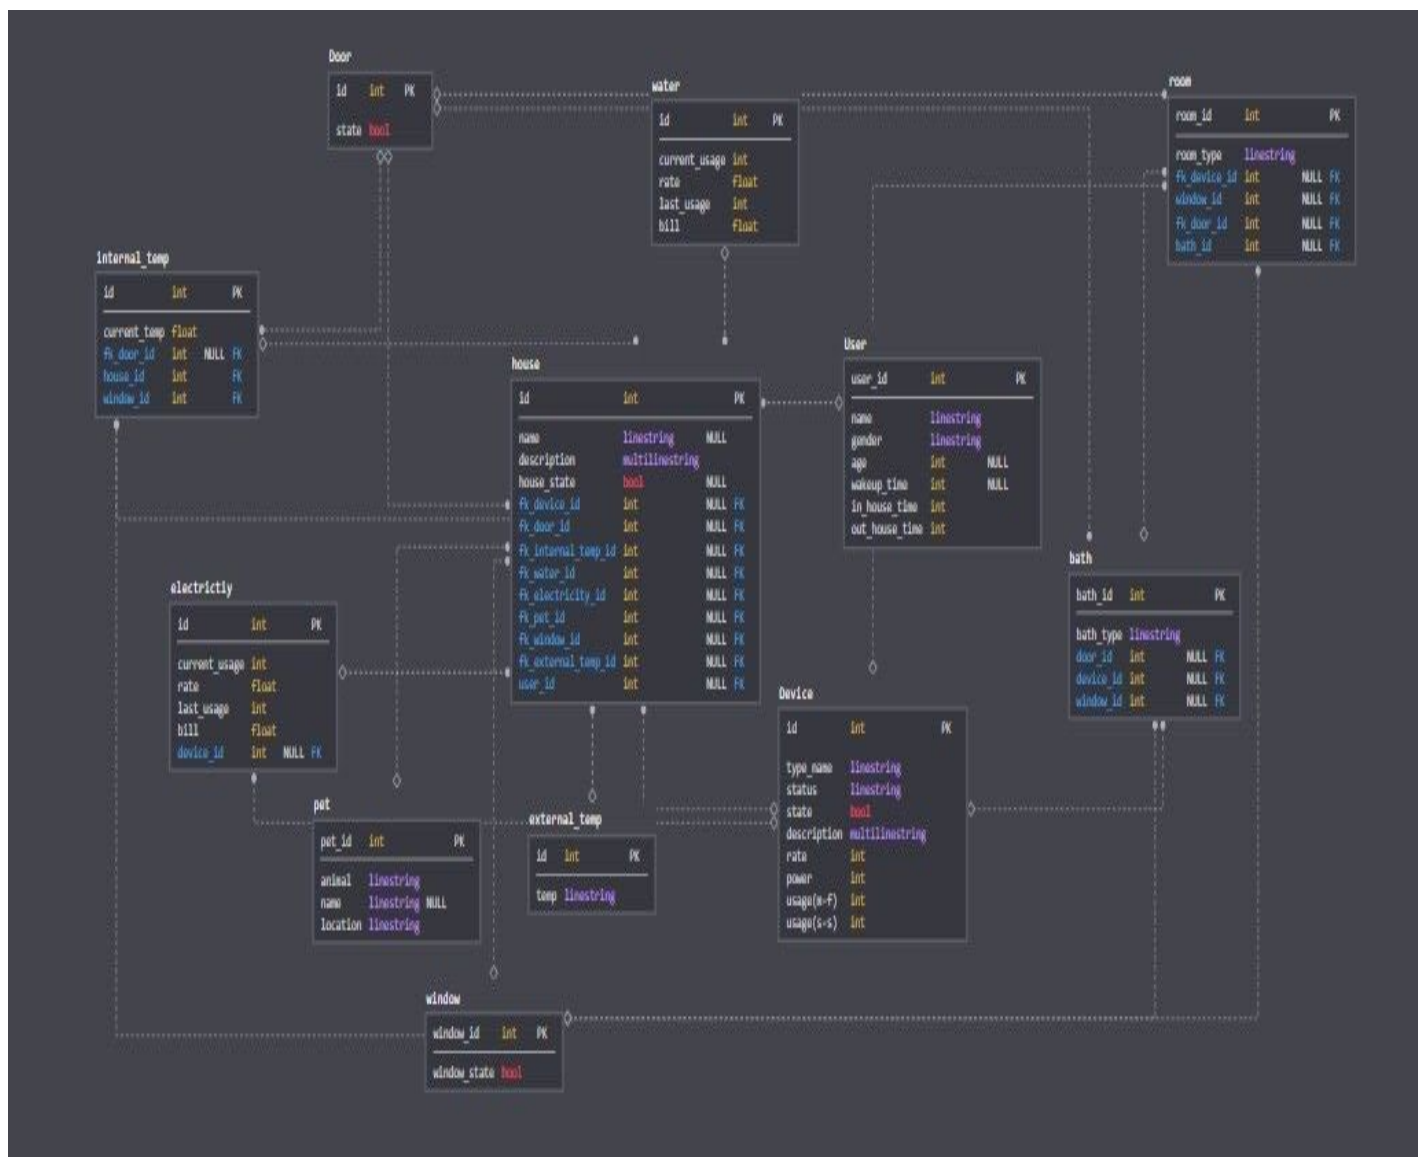 Door
id int PK
state bool
water
id int PK
current_usage int
rate float
last_usage int
bill float
room
room_id int PK
room_type linestring
fk_device_id int NULL FK
window_id int NULL FK
fk_door_id int NULL FK
bath_id int NULL FK
internal_temp
id int PK
current_temp float
fk_door_id int NULL FK
house_id int FK
window_id int FK
house
id int PK
name linestring NULL
description multilinestring
house_state bool NULL
fk_device_id int NULL FK
fk_door_id int NULL FK
fk_internal_temp_id int NULL FK
fk_water_id int NULL FK
fk_electricity_id int NULL FK
fk_pet_id int NULL FK
fk_window_id int NULL FK
fk_external_temp_id int NULL FK
user_id int NULL FK
User
user_id int PK
name linestring
gender linestring
age int NULL
wakeup_time int NULL
in_house_time int
out_house_time int
bath
bath_id int PK
bath_type linestring
door_id int NULL FK
device_id int NULL FK
window_id int NULL FK
electrictiy
id int PK
current_usage int
rate float
last_usage int
bill float
device_id int NULL FK
Device
id int PK
type_name linestring
status linestring
state bool
description multilinestring
rate int
power int
usage(m-f) int
usage(s-s) int
pet
pet_id int PK
animal linestring
name linestring NULL
location linestring
external_temp
id int PK
temp linestring
window
window_id int PK
window_state bool